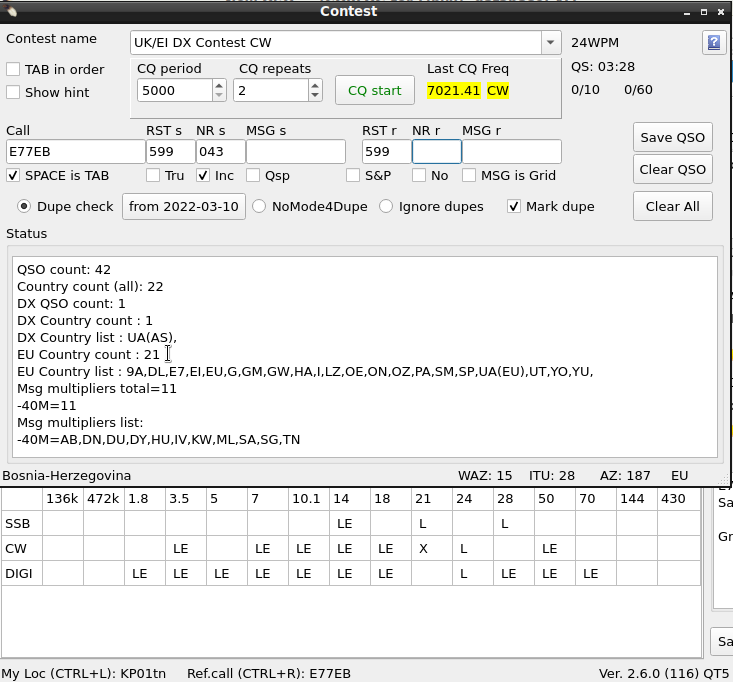 Contest
Contest name UK/EI DX Contest CW 24WPM
TAB in order CQ period CQ repeats Last CQ Freq QS: 03:28
Show hint 5000 2 CQ start 7021.41 CW 0/10 0/60
Call RST s NR s MSG s RST r NR r MSG r Save QSO
E77EB 599 043 599
SPACE is TAB Tru Inc Qsp S&P No MSG is Grid Clear QSO
Dupe check from 2022-03-10 NoMode4Dupe Ignore dupes Mark dupe Clear All
Status
QSO count: 42
Country count (all): 22
DX QSO count: 1
DX Country count : 1
DX Country list : UA(AS),
EU Country count : 21
EU Country list : 9A,DL,E7,EI,EU,G,GM,GW,HA,I,LZ,OE,ON,OZ,PA,SM,SP,UA(EU),UT,YO,YU,
Msg multipliers total=11
-40M=11
Msg multipliers list:
-40M=AB,DN,DU,DY,HU,IV,KW,ML,SA,SG,TN
Bosnia-Herzegovina WAZ: 15 ITU: 28 AZ: 187 EU
136k 472k 1.8 3.5 5 7 10.1 14 18 21 24 28 50 70 144 430
Sa
SSB LE L L
Gr
CW LE LE LE LE LE X L LE
DIGI LE LE LE LE LE LE LE L LE LE LE
Sa
My Loc (CTRL+L): KP01tn Ref.call (CTRL+R): E77EB Ver. 2.6.0 (116) QT5